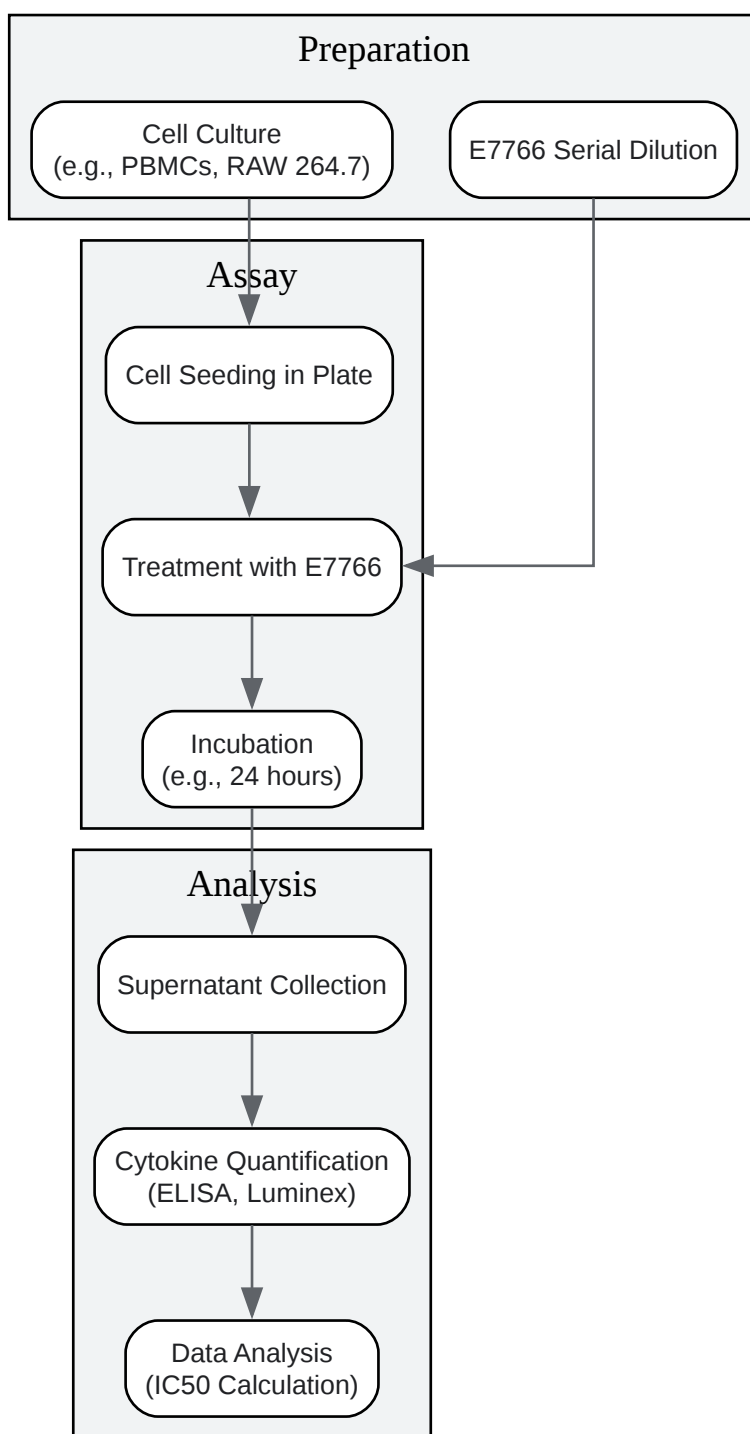 Preparation
Cell Culture
(e.g., PBMCs, RAW 264.7)
E7766 Serial Dilution
Assay
Cell Seeding in Plate
Treatment with E7766
Incubation
(e.g., 24 hours)
Analysis
Supernatant Collection
Cytokine Quantification
(ELISA, Luminex)
Data Analysis
(IC50 Calculation)